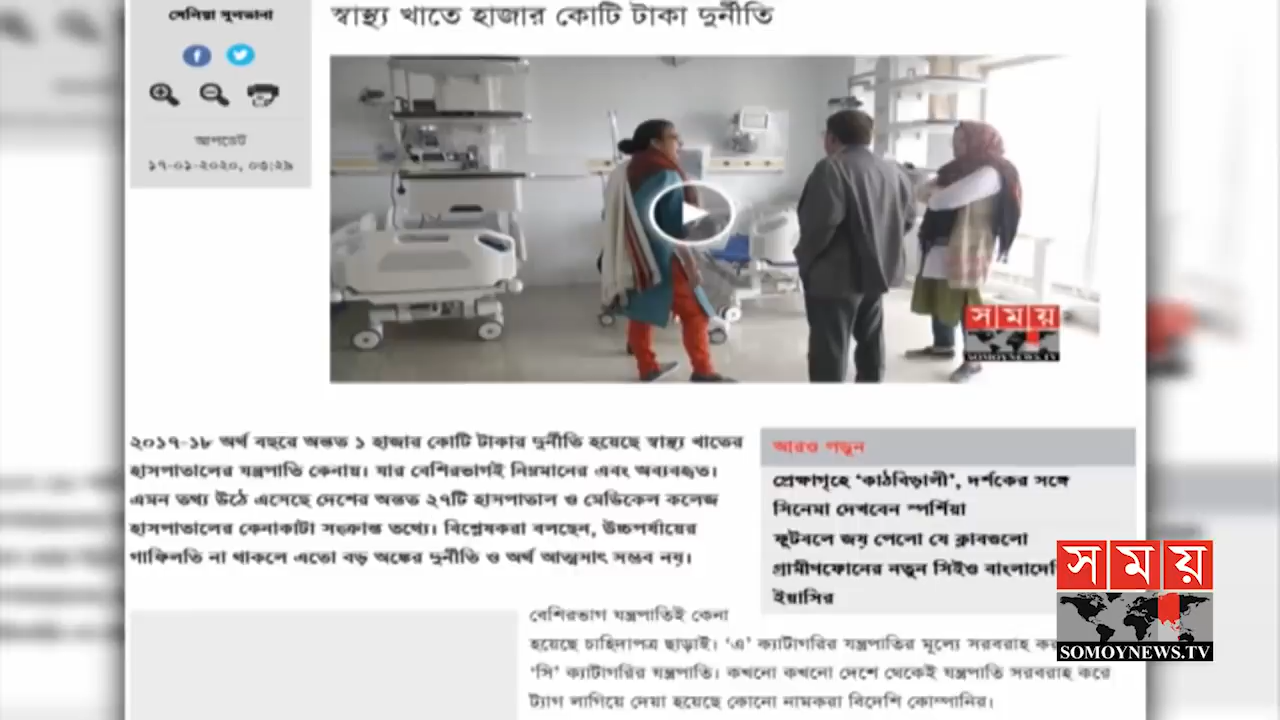 সেলিয়া সুলতানা
স্বাস্থ্য খাতে হাজার কোটি টাকা দুর্নীতি
আপডেট
১৭-০১-২০২০, ০৩:২৯
সময়
SOMOYNEWS.TV
২০১৭-১৮ অর্থ বছরে অন্তত ১ হাজার কোটি টাকার দুর্নীতি হয়েছে স্বাস্থ্য খাতের
হাসপাতালের যন্ত্রপাতি কেনায়। যার বেশিরভাগই নিম্নমানের এবং অব্যবহৃত।
এমন তথ্য উঠে এসেছে দেশের অন্তত ২৭টি হাসপাতাল ও মেডিকেল কলেজ
হাসপাতালের কেনাকাটা সংক্রান্ত তথ্যে। বিশ্লেষকরা বলছেন, উচ্চপর্যায়ের
গাফিলতি না থাকলে এতো বড় অঙ্কের দুর্নীতি ও অর্থ আত্মসাৎ সম্ভব নয়।
আরও পড়ুন
প্রেক্ষাগৃহে ‘কাঠবিড়ালী’, দর্শকের সঙ্গে
সিনেমা দেখবেন স্পর্শিয়া
ফুটবলে জয় পেলো যে ক্লাবগুলো
গ্রামীণফোনের নতুন সিইও বাংলাদেশি
ইয়াসির
বেশিরভাগ যন্ত্রপাতিই কেনা
হয়েছে চাহিদাপত্র ছাড়াই। ‘এ’ ক্যাটাগরির যন্ত্রপাতির মূল্যে সরবরাহ
‘সি’ ক্যাটাগরির যন্ত্রপাতি। কখনো কখনো দেশে থেকেই যন্ত্রপাতি সরবরাহ করে
ট্যাগ লাগিয়ে দেয়া হয়েছে কোনো নামকরা বিদেশি কোম্পানির।
সময়
SOMOYNEWS.TV